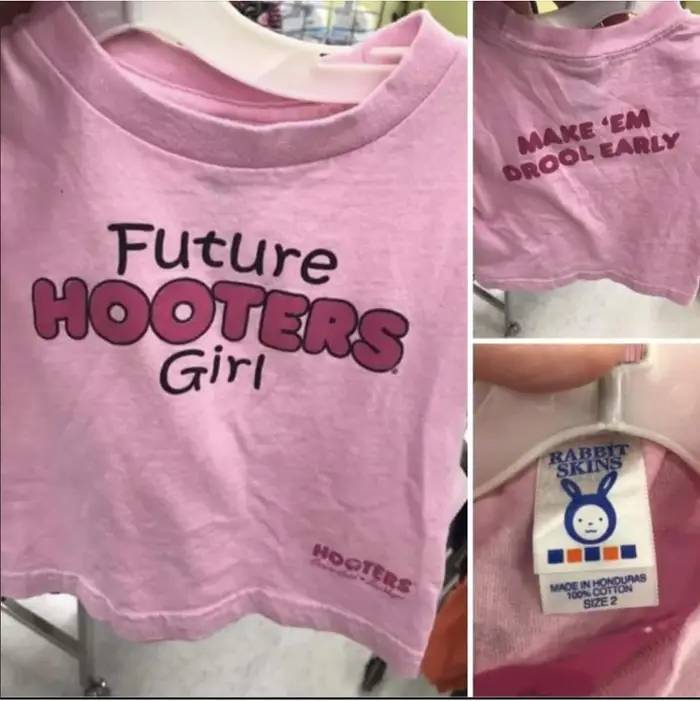 Future
HOOTERS
Girl
HOOTERS
MAKE 'EM
DROOL EARLY
RABBIT
SKINS
MADE IN HONDURAS
100% COTTON
SIZE 2